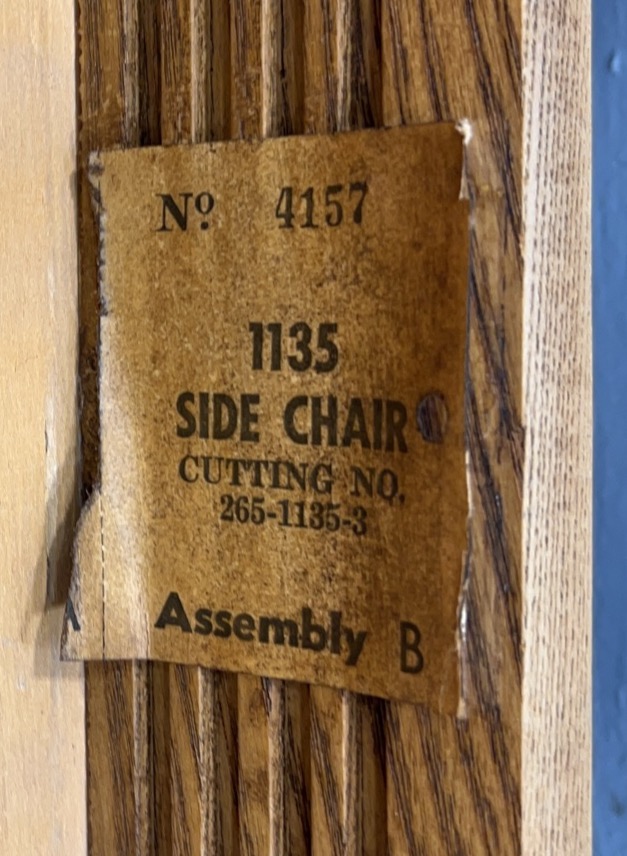 Nº 4157
1135
SIDE CHAIR
CUTTING NO.
265-1135-3
Assembly B